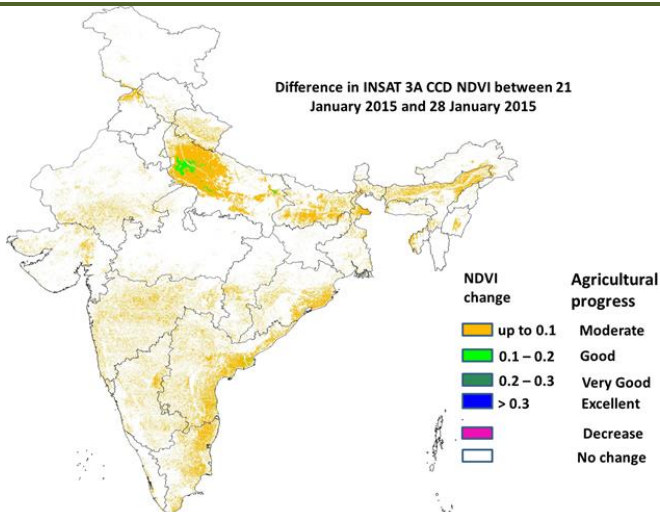 Difference in INSAT 3A CCD NDVI between 21
January 2015 and 28 January 2015
NDVI
change
Agricultural
progress
up to 0.1 Moderate
0.1 – 0.2 Good
0.2 – 0.3 Very Good
> 0.3 Excellent
Decrease
No change